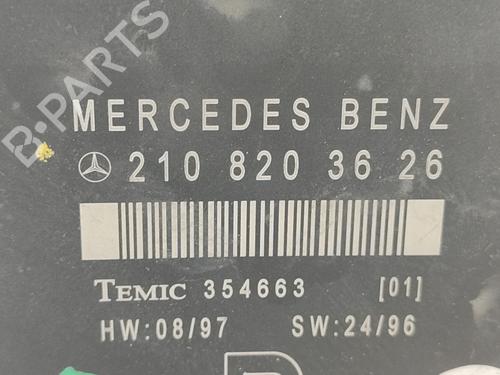 B-PARTS
MERCEDES BENZ
210 820 36 26
TEMIC 354663 [01]
HW:08/97 SW:24/96